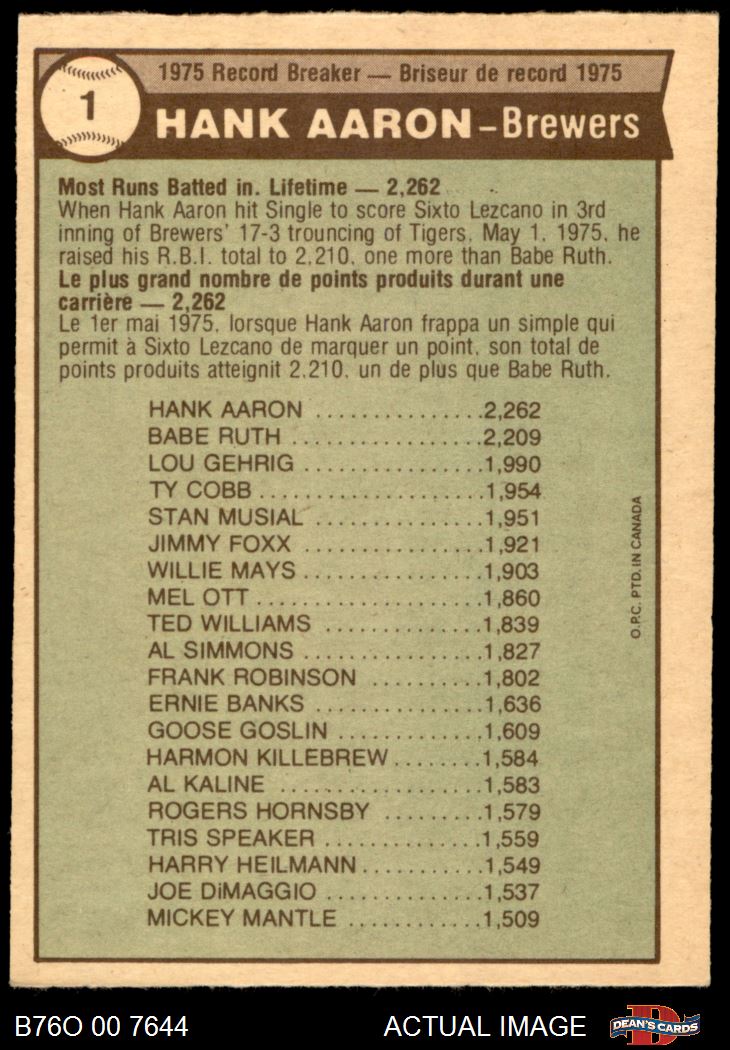 1
1975 Record Breaker — Briseur de record 1975
HANK AARON – Brewers
Most Runs Batted in. Lifetime — 2,262
When Hank Aaron hit Single to score Sixto Lezcano in 3rd
inning of Brewers' 17-3 trouncing of Tigers, May 1, 1975, he
raised his R.B.I. total to 2,210, one more than Babe Ruth.
Le plus grand nombre de points produits durant une
carrière — 2,262
Le 1er mai 1975, lorsque Hank Aaron frappa un simple qui
permit à Sixto Lezcano de marquer un point, son total de
points produits atteignit 2,210, un de plus que Babe Ruth.
HANK AARON ................2,262
BABE RUTH ..................2,209
LOU GEHRIG .................1,990
TY COBB .....................1,954
STAN MUSIAL ................1,951
JIMMY FOXX .................1,921
WILLIE MAYS .................1,903
MEL OTT .....................1,860
TED WILLIAMS ...............1,839
AL SIMMONS .................1,827
FRANK ROBINSON ..........1,802
ERNIE BANKS ................1,636
GOOSE GOSLIN .............1,609
HARMON KILLEBREW ........1,584
AL KALINE ...................1,583
ROGERS HORNSBY ..........1,579
TRIS SPEAKER ..............1,559
HARRY HEILMANN ...........1,549
JOE DiMAGGIO ...............1,537
MICKEY MANTLE ............1,509
O.P.C. PTD. IN CANADA
B76O 00 7644
ACTUAL IMAGE
D
DEAN'S CARDS